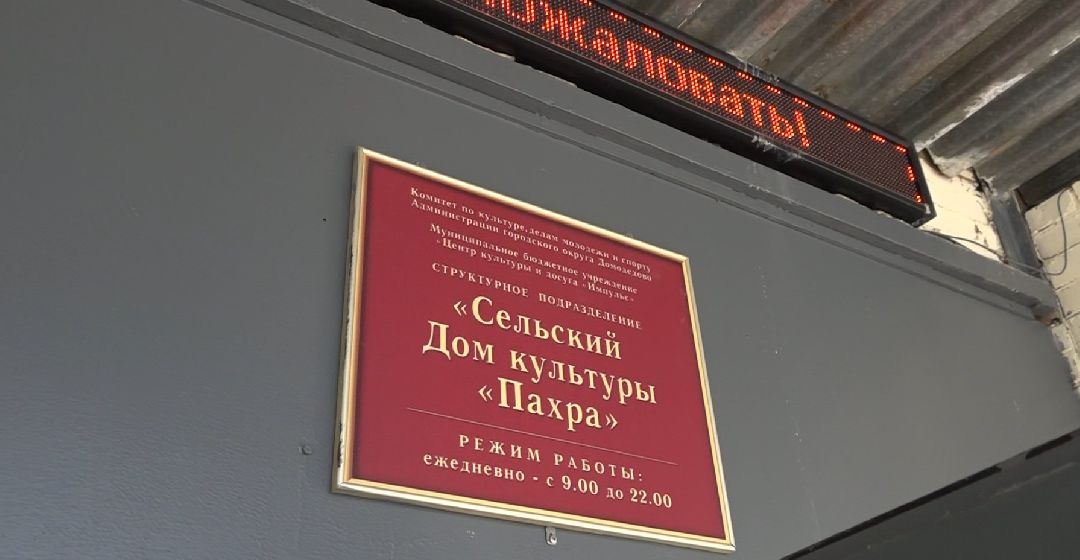 ожаловать!
Комитет по культуре, делам молодежи и спорту
Администрации городского округа Домодедово
Муниципальное бюджетное учреждение
«Центр культуры и досуга «Импульс»
СТРУКТУРНОЕ ПОДРАЗДЕЛЕНИЕ
«Сельский
Дом культуры
«Пахра»
РЕЖИМ РАБОТЫ:
ежедневно - с 9.00 до 22.00